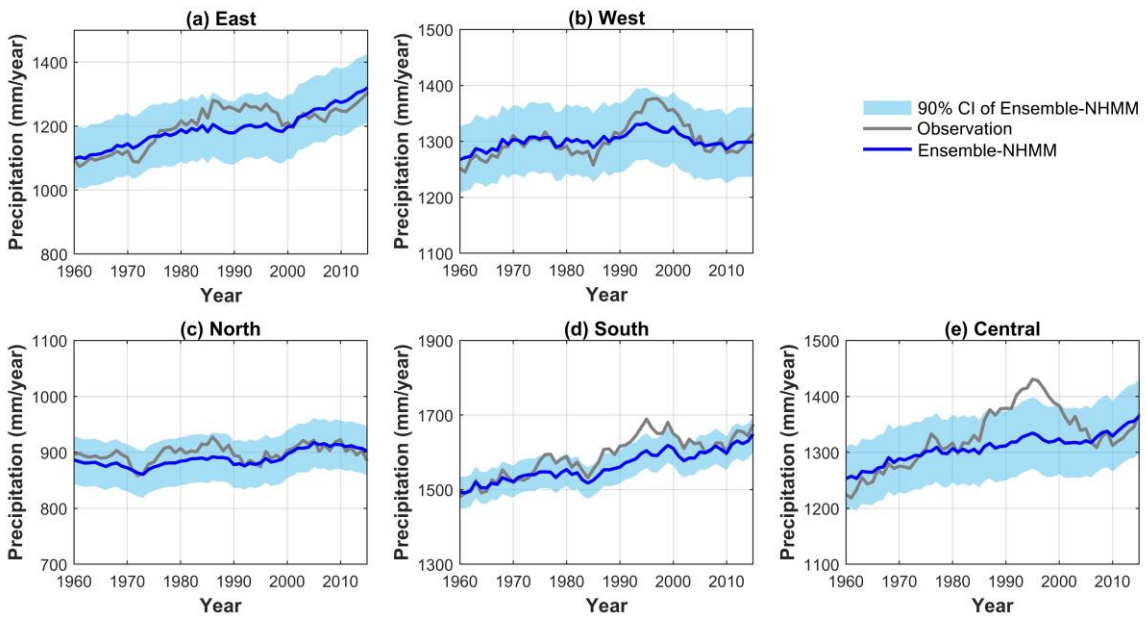 (a) East
Precipitation (mm/year)
1400
1200
1000
800
1960 1970 1980 1990 2000 2010
Year
(b) West
Precipitation (mm/year)
1500
1400
1300
1200
1100
1960 1970 1980 1990 2000 2010
Year
90% CI of Ensemble-NHMM
Observation
Ensemble-NHMM
(c) North
Precipitation (mm/year)
1100
1000
900
800
700
1960 1970 1980 1990 2000 2010
Year
(d) South
Precipitation (mm/year)
1900
1700
1500
1300
1960 1970 1980 1990 2000 2010
Year
(e) Central
Precipitation (mm/year)
1500
1400
1300
1200
1100
1960 1970 1980 1990 2000 2010
Year